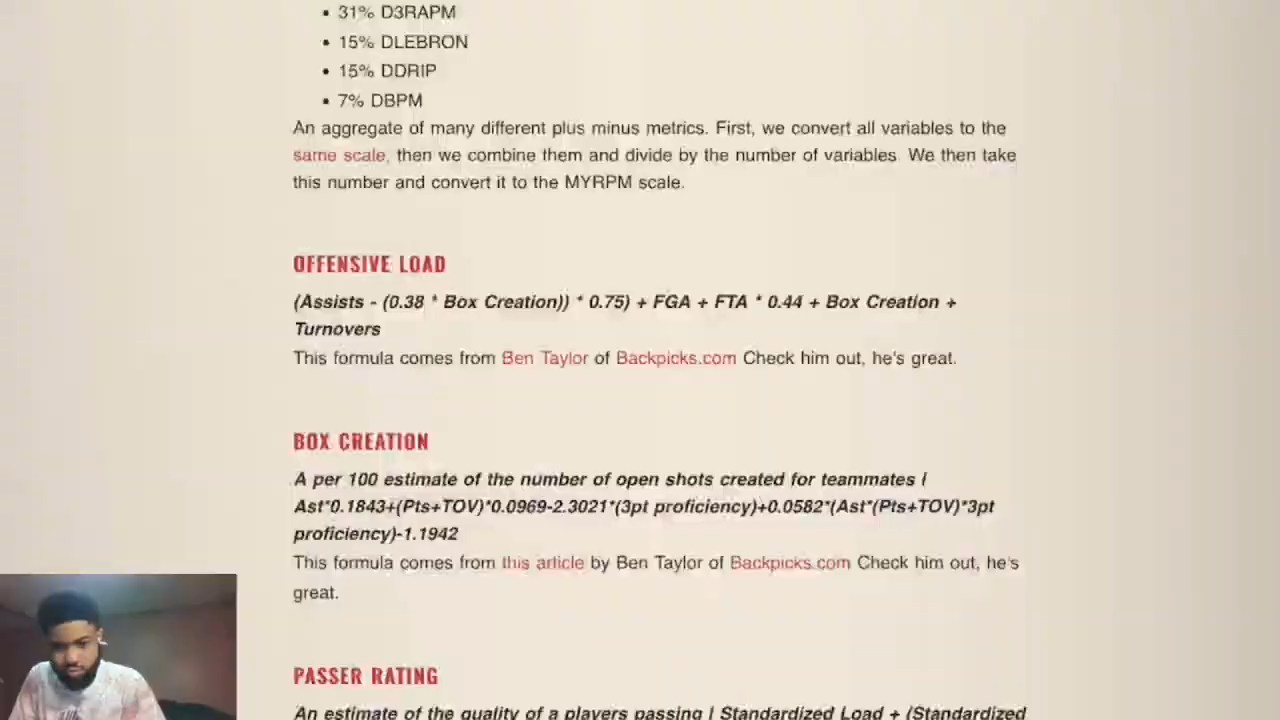 • 31% D3RAPM
• 15% DLEBRON
• 15% DDRIP
• 7% DBPM
An aggregate of many different plus minus metrics. First, we convert all variables to the
same scale, then we combine them and divide by the number of variables. We then take
this number and convert it to the MYRPM scale.
OFFENSIVE LOAD
(Assists - (0.38 * Box Creation)) * 0.75) + FGA + FTA * 0.44 + Box Creation +
Turnovers
This formula comes from Ben Taylor of Backpicks.com Check him out, he's great.
BOX CREATION
A per 100 estimate of the number of open shots created for teammates |
Ast*0.1843+(Pts+TOV)*0.0969-2.3021*(3pt proficiency)+0.0582*(Ast*(Pts+TOV)*3pt
proficiency)-1.1942
This formula comes from this article by Ben Taylor of Backpicks.com Check him out, he's
great.
PASSER RATING
An estimate of the quality of a players passing | Standardized Load + (Standardized